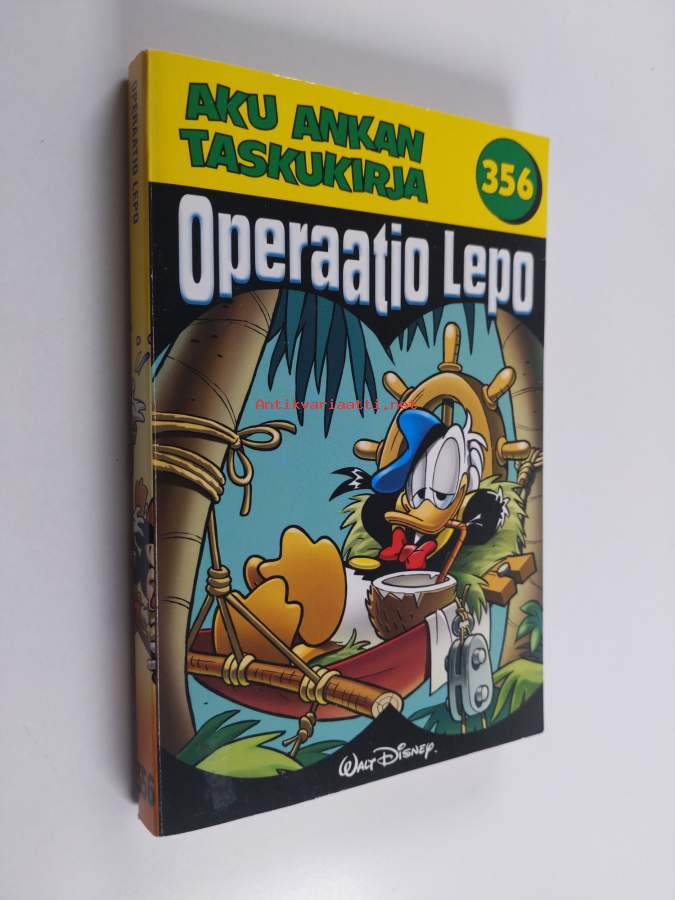 AKU ANKAN
TASKUKIRJA
356
Operaatio Lepo
Antikvariaatti.net
WALT DISNEY.
OPERAATIO LEPO
356